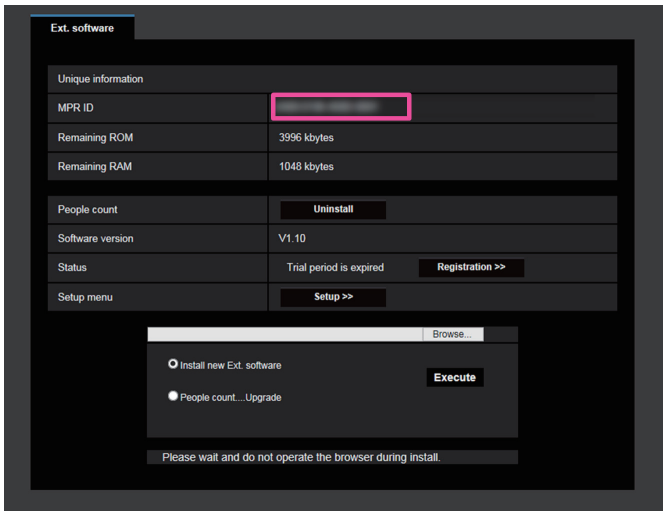 Ext. software
Unique information
MPR ID
Remaining ROM 3996 kbytes
Remaining RAM 1048 kbytes
People count Uninstall
Software version V1.10
Status Trial period is expired Registration >>
Setup menu Setup >>
Browse...
Install new Ext. software
Execute
People count....Upgrade
Please wait and do not operate the browser during install.